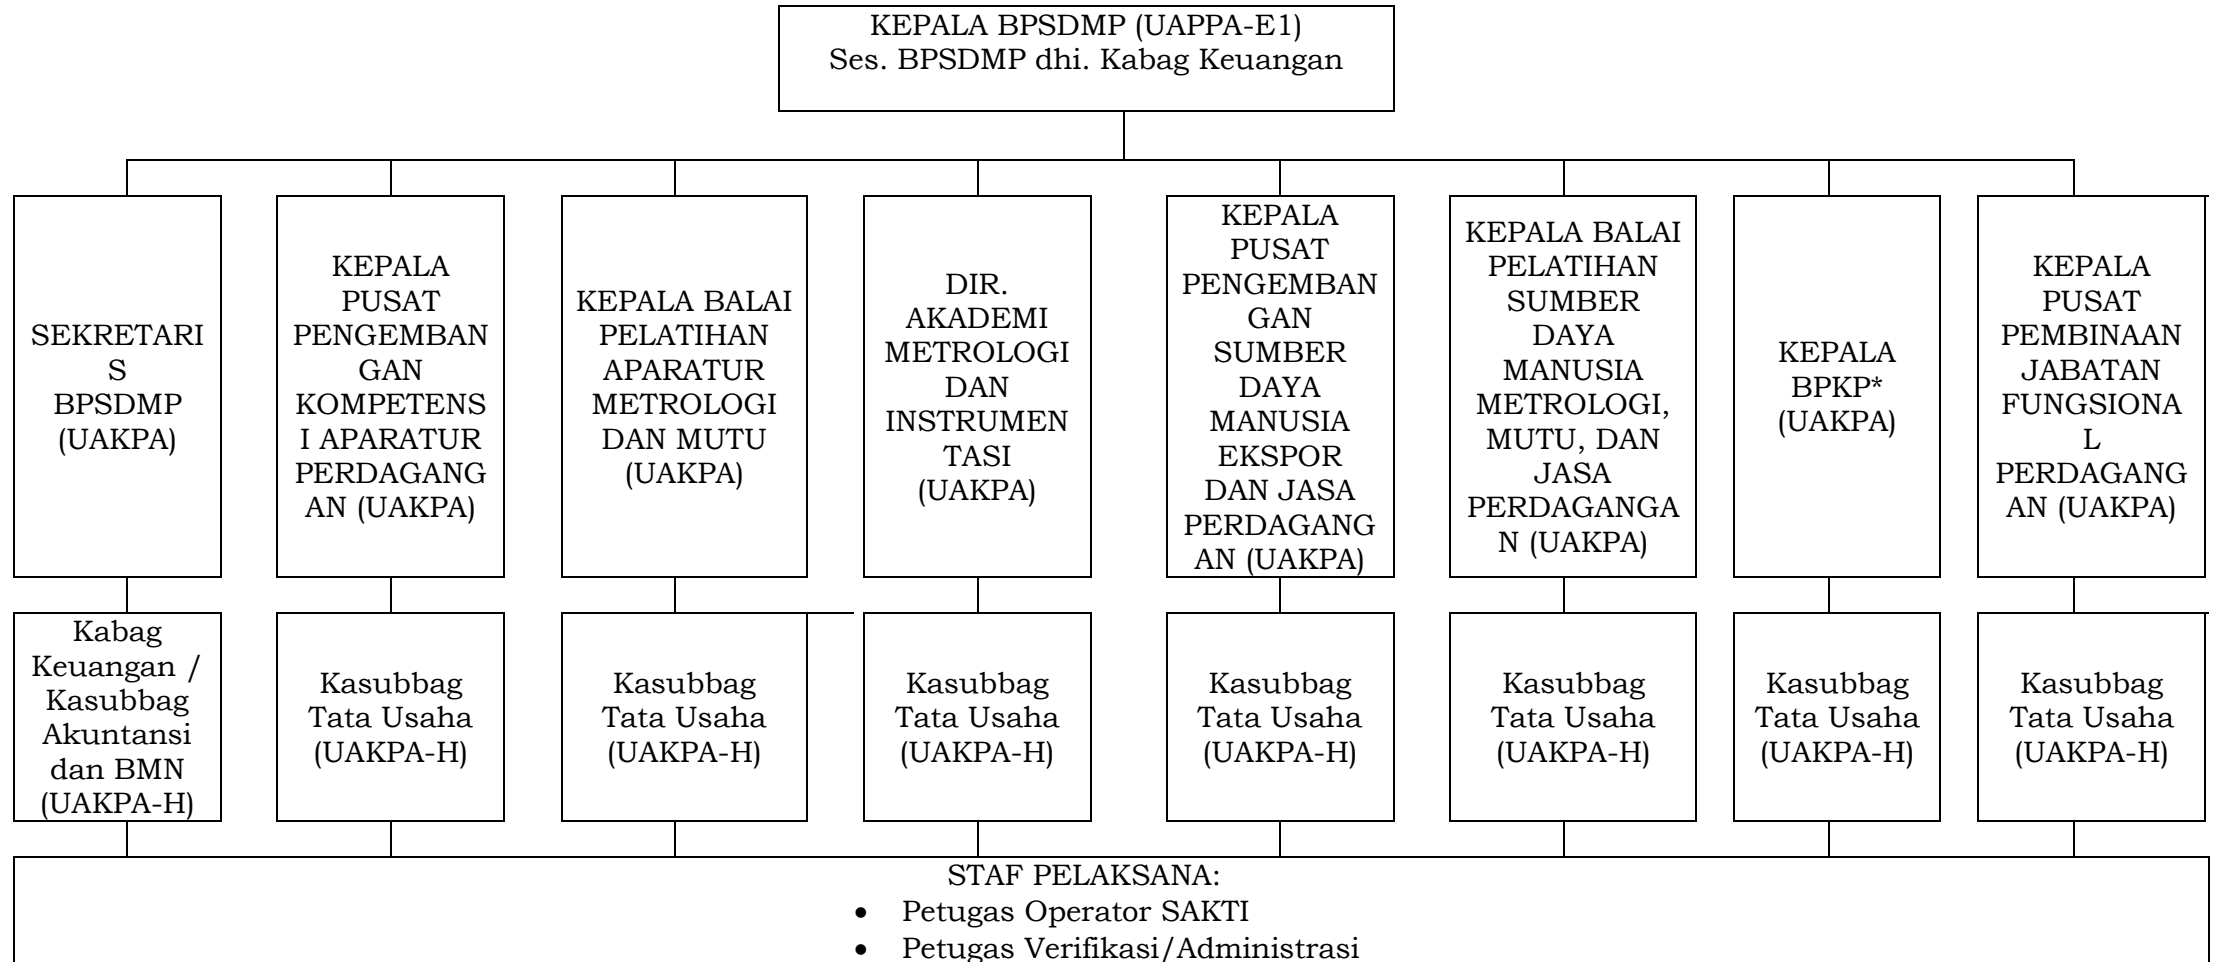 KEPALA BPSDMP (UAPPA-E1)
Ses. BPSDMP dhi. Kabag Keuangan
SEKRETARI
S
BPSDMP
(UAKPA)
KEPALA
PUSAT
PENGEMBAN
GAN
KOMPETENS
I APARATUR
PERDAGANG
AN (UAKPA)
KEPALA BALAI
PELATIHAN
APARATUR
METROLOGI
DAN MUTU
(UAKPA)
DIR.
AKADEMI
METROLOGI
DAN
INSTRUMEN
TASI
(UAKPA)
KEPALA
PUSAT
PENGEMBAN
GAN
SUMBER
DAYA
MANUSIA
EKSPOR
DAN JASA
PERDAGANG
AN (UAKPA)
KEPALA BALAI
PELATIHAN
SUMBER
DAYA
MANUSIA
METROLOGI,
MUTU, DAN
JASA
PERDAGANGA
N (UAKPA)
KEPALA
BPKP*
(UAKPA)
KEPALA
PUSAT
PEMBINAAN
JABATAN
FUNGSIONA
L
PERDAGANG
AN (UAKPA)
Kabag
Keuangan /
Kasubbag
Akuntansi
dan BMN
(UAKPA-H)
Kasubbag
Tata Usaha
(UAKPA-H)
Kasubbag
Tata Usaha
(UAKPA-H)
Kasubbag
Tata Usaha
(UAKPA-H)
Kasubbag
Tata Usaha
(UAKPA-H)
Kasubbag
Tata Usaha
(UAKPA-H)
Kasubbag
Tata Usaha
(UAKPA-H)
Kasubbag
Tata Usaha
(UAKPA-H)
STAF PELAKSANA:
• Petugas Operator SAKTI
• Petugas Verifikasi/Administrasi